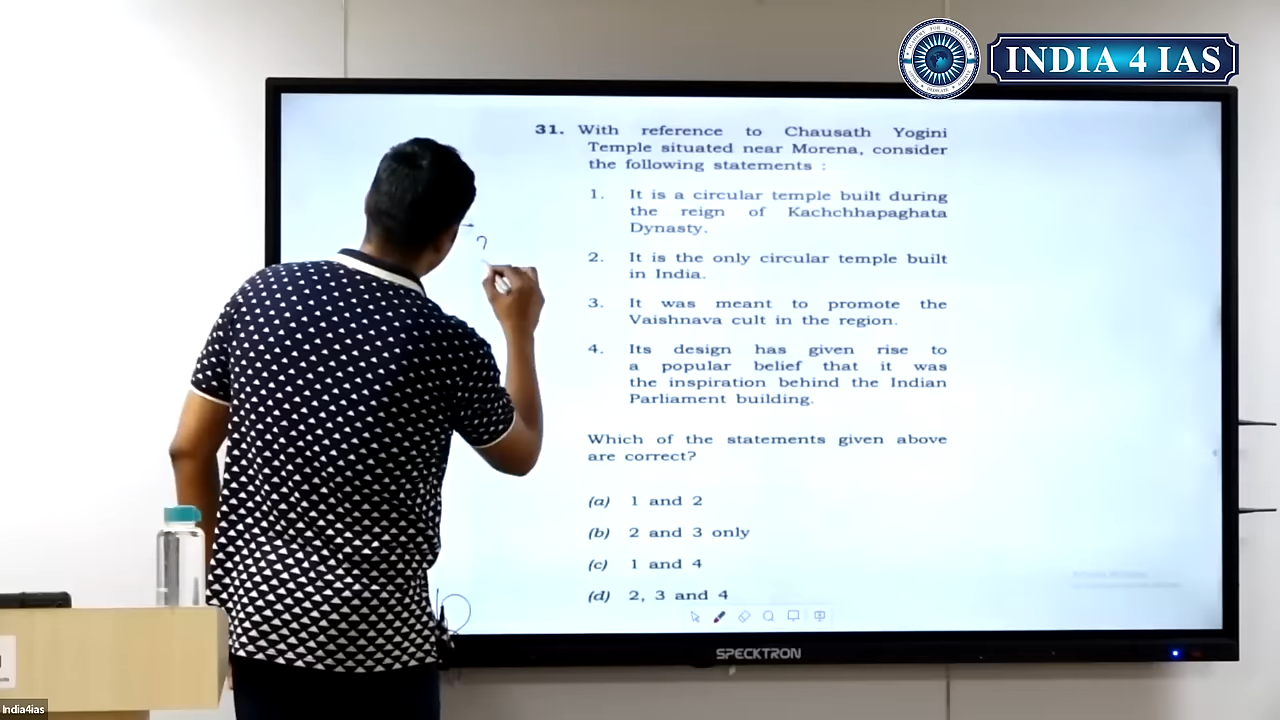 INDIA 4 IAS
31. With reference to Chausath Yogini
Temple situated near Morena, consider
the following statements :
1. It is a circular temple built during
the reign of Kachchhapaghata
Dynasty.
2. It is the only circular temple built
in India.
3. It was meant to promote the
Vaishnava cult in the region.
4. Its design has given rise to
a popular belief that it was
the inspiration behind the Indian
Parliament building.
Which of the statements given above
are correct?
(a) 1 and 2
(b) 2 and 3 only
(c) 1 and 4
(d) 2, 3 and 4
?
SPECKTRON
India4ias